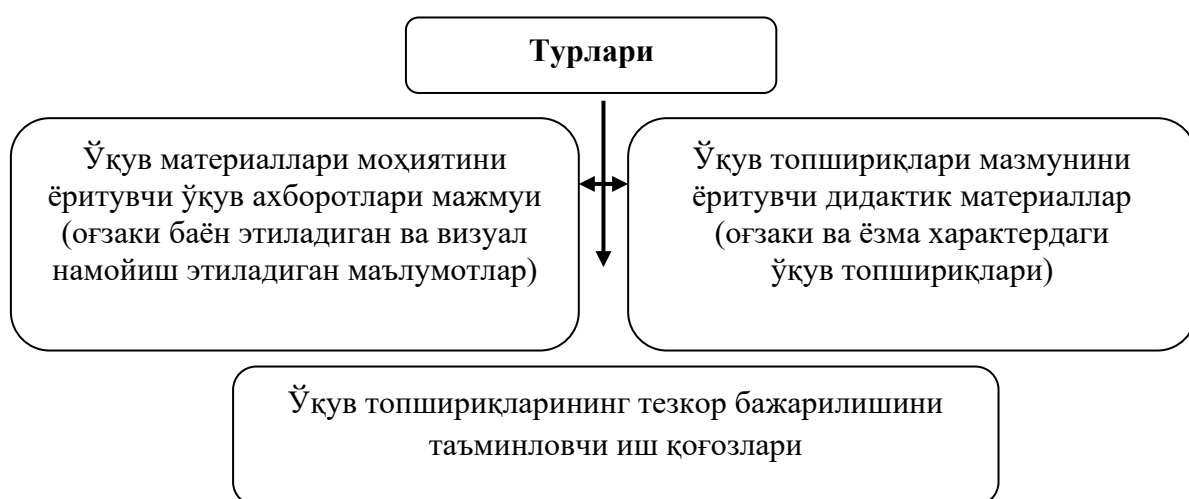 Турлари
Ўқув материаллари моҳиятини
ёритувчи ўқув ахборотлари мажмуи
(оғзаки баён этиладиган ва визуал
намойиш этиладиган маълумотлар)
Ўқув топшириқлари мазмунини
ёритувчи дидактик материаллар
(оғзаки ва ёзма характердаги
ўқув топшириқлари)
Ўқув топшириқларининг тезкор бажарилишини
таъминловчи иш қоғозлари